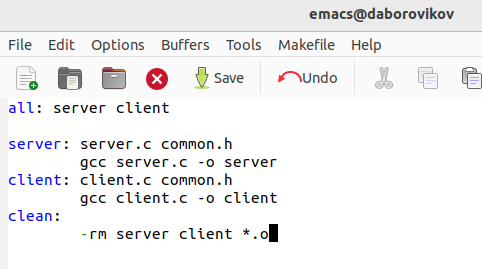 emacs@daborovikov
File Edit Options Buffers Tools Makefile Help
Save Undo
all: server client
server: server.c common.h
        gcc server.c -o server
client: client.c common.h
        gcc client.c -o client
clean:
        -rm server client *.o